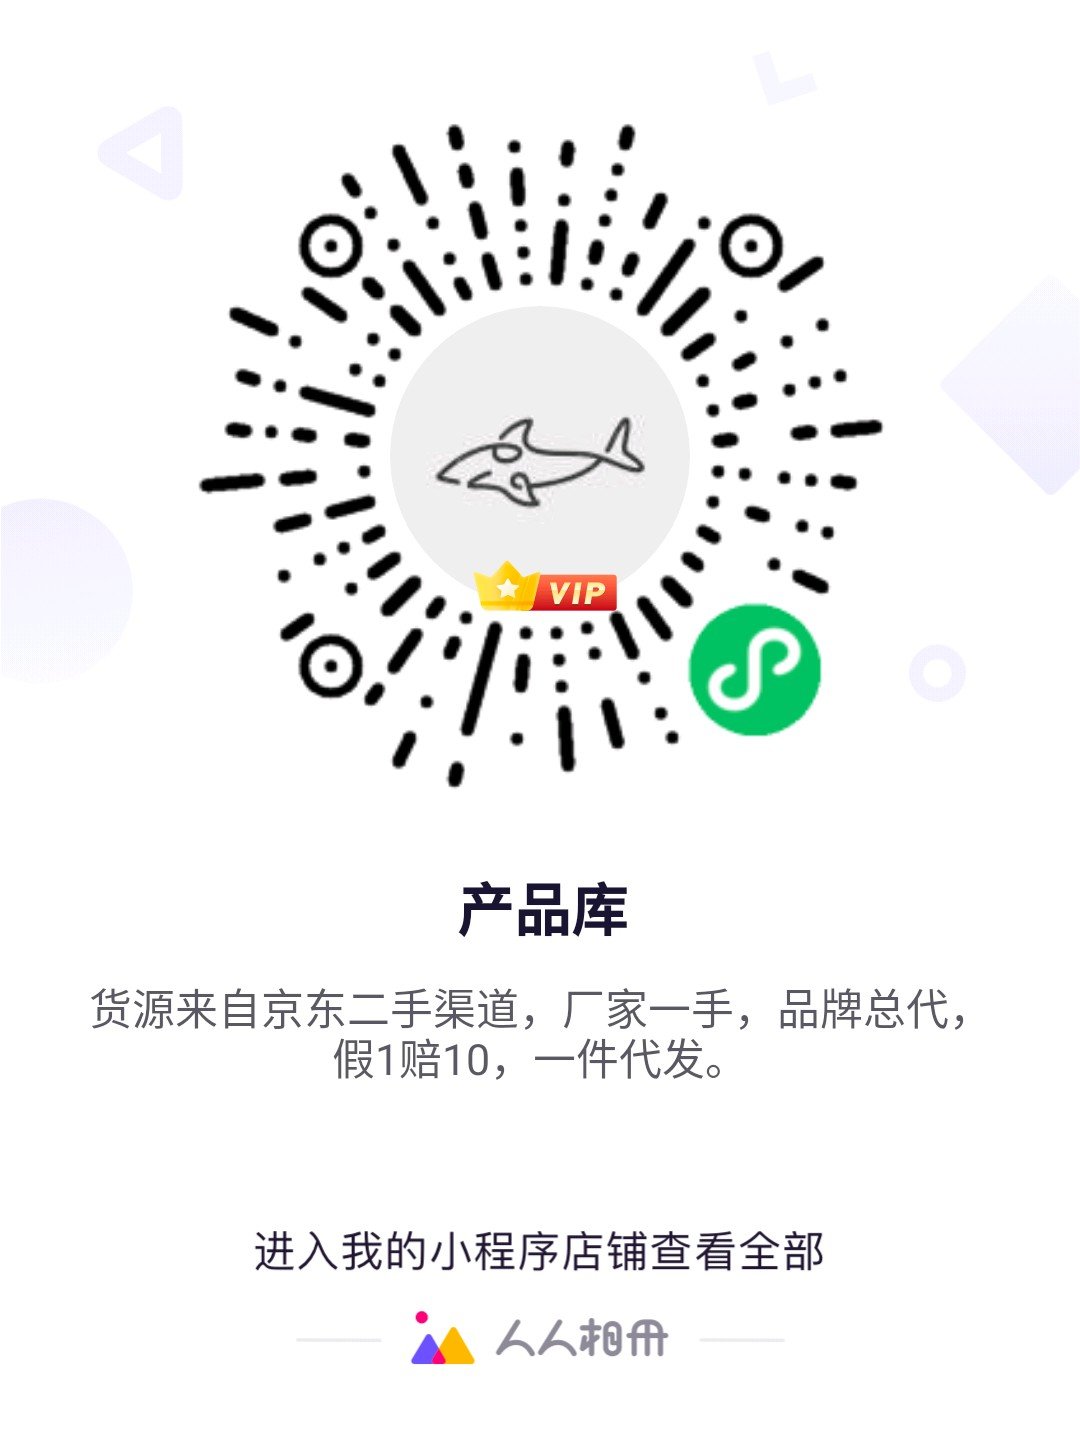 VIP
产品库
货源来自京东二手渠道，厂家一手，品牌总代，
假1赔10，一件代发。
进入我的小程序店铺查看全部
人人相册